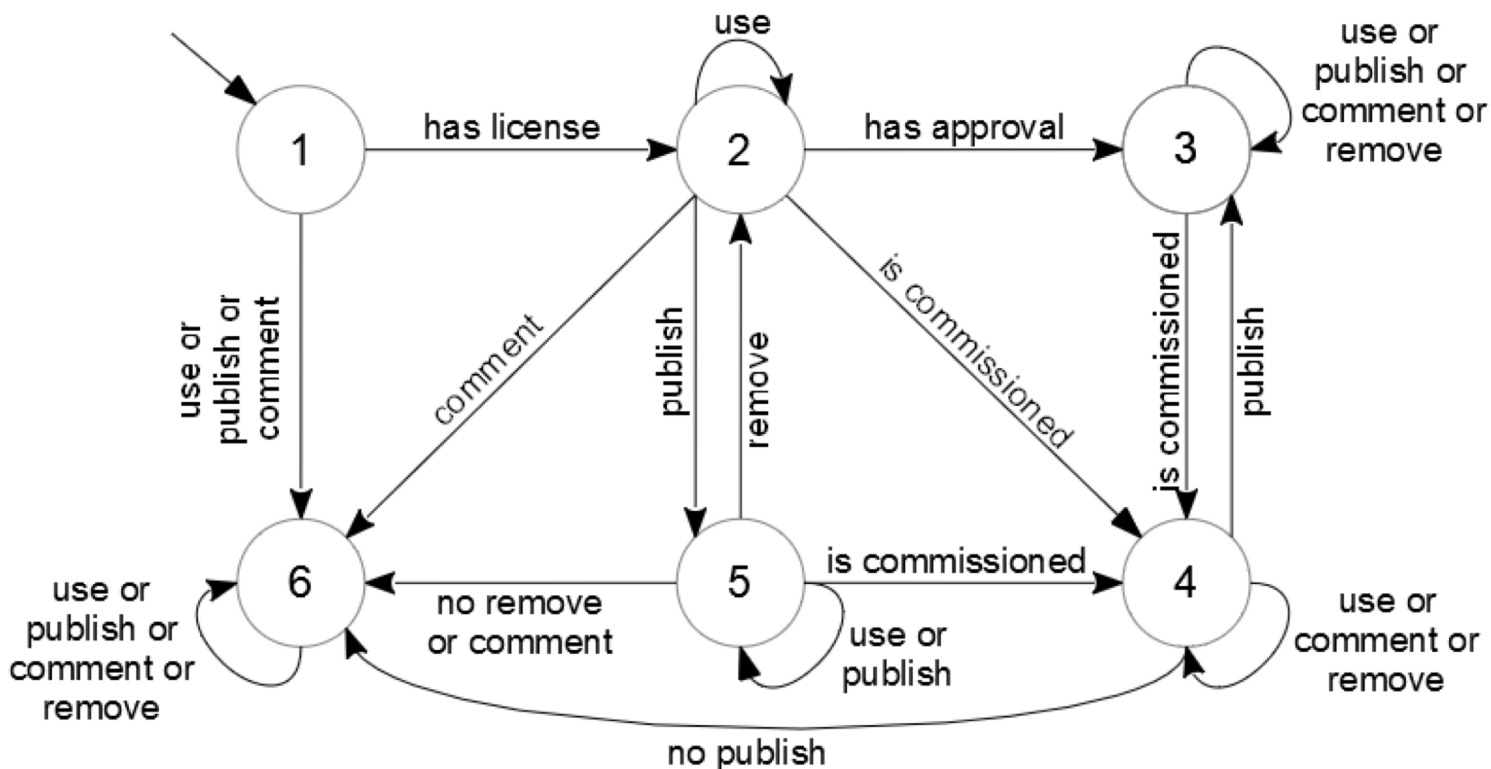 use
use or
publish or
comment or
remove
has license
has approval
1
2
3
use or
publish or
comment
comment
publish
remove
is commissioned
is commissioned
publish
6
5
4
is commissioned
use or
publish or
comment or
remove
no remove
or comment
use or
publish
use or
comment or
remove
no publish